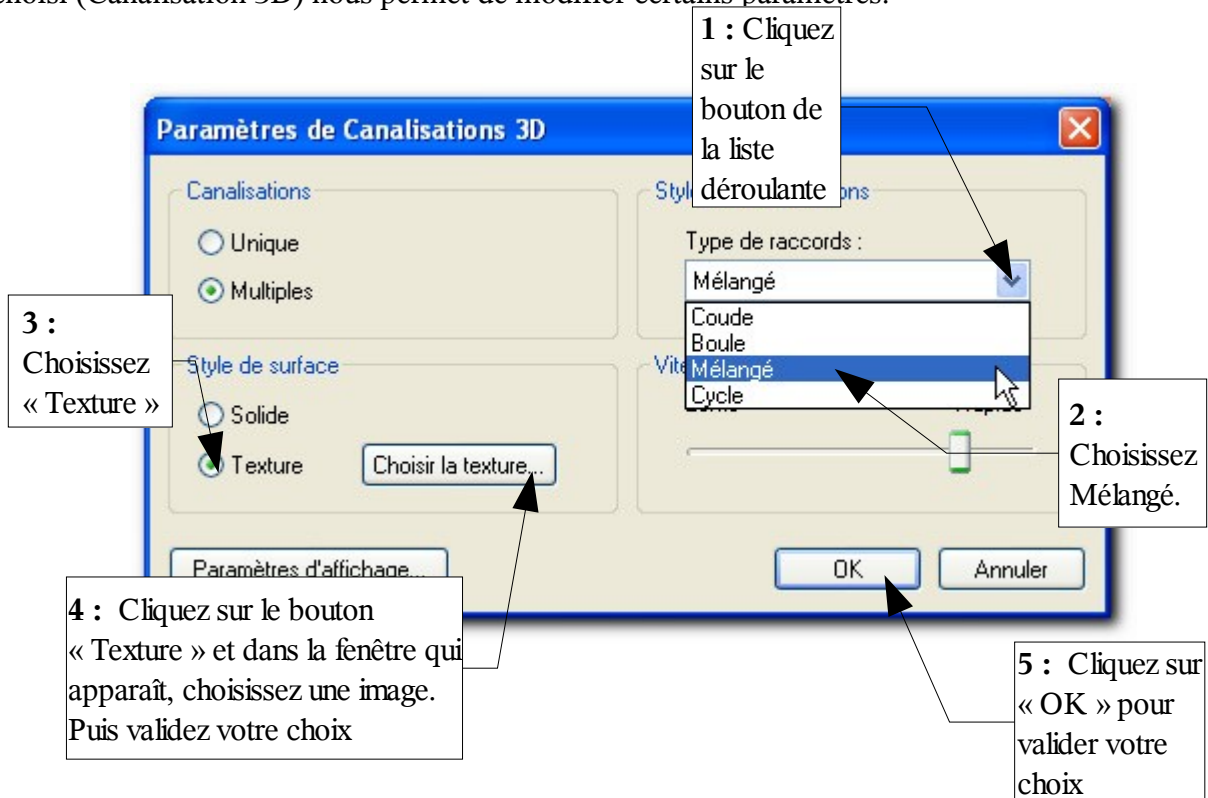 choisi (Canalisation 3D) nous permet de modifier certains paramètres.
1 : Cliquez
sur le
bouton de
la liste
déroulante
Paramètres de Canalisations 3D
Canalisations
Unique
Multiples
Type de raccords :
Mélangé
Coude
Boule
Mélangé
Cycle
3 :
Choisissez
« Texture »
Style de surface
Solide
Texture
Choisir la texture...
2 :
Choisissez
Mélangé.
Paramètres d'affichage...
OK
Annuler
4 : Cliquez sur le bouton
« Texture » et dans la fenêtre qui
apparaît, choisissez une image.
Puis validez votre choix
5 : Cliquez sur
« OK » pour
valider votre
choix